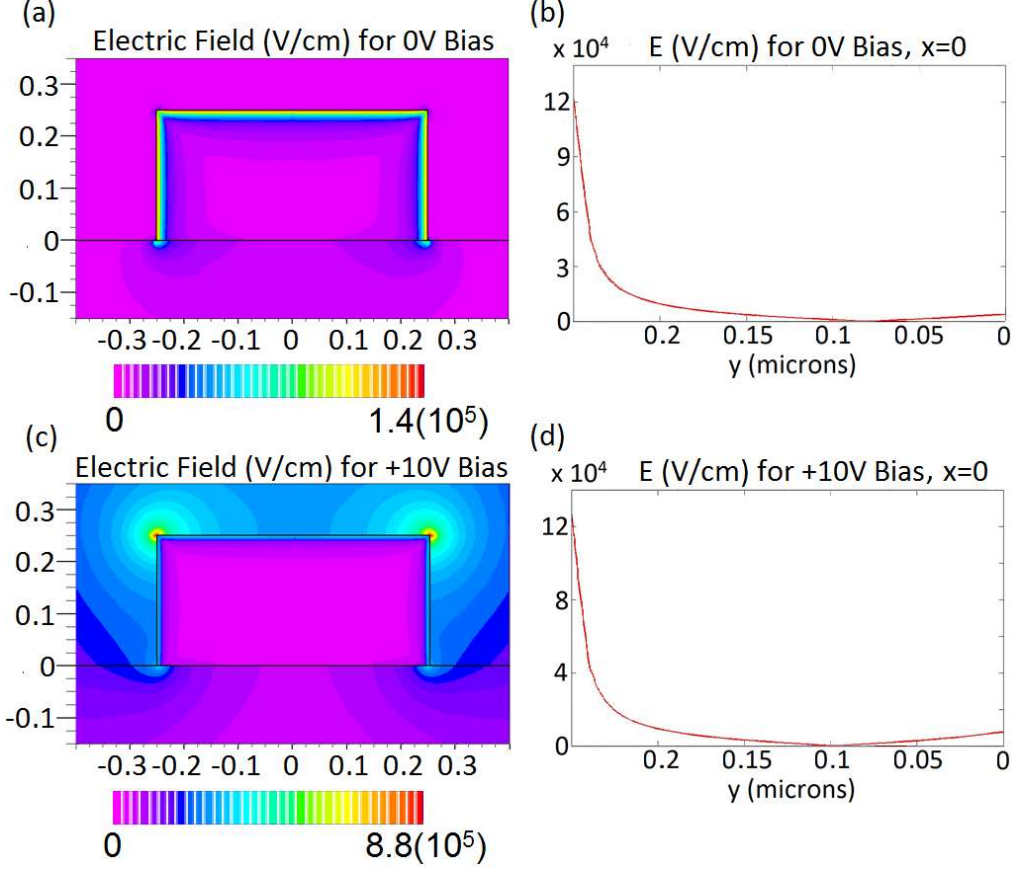 (a)
Electric Field (V/cm) for 0V Bias
0.3
0.2
0.1
0
-0.1
-0.3 -0.2 -0.1 0 0.1 0.2 0.3
0 1.4(10⁵)
(b)
x 10⁴ E (V/cm) for 0V Bias, x=0
12
9
6
3
0
0.2 0.15 0.1 0.05 0
y (microns)
(c)
Electric Field (V/cm) for +10V Bias
0.3
0.2
0.1
0
-0.1
-0.3 -0.2 -0.1 0 0.1 0.2 0.3
0 8.8(10⁵)
(d)
x 10⁴ E (V/cm) for +10V Bias, x=0
12
8
4
0
0.2 0.15 0.1 0.05 0
y (microns)